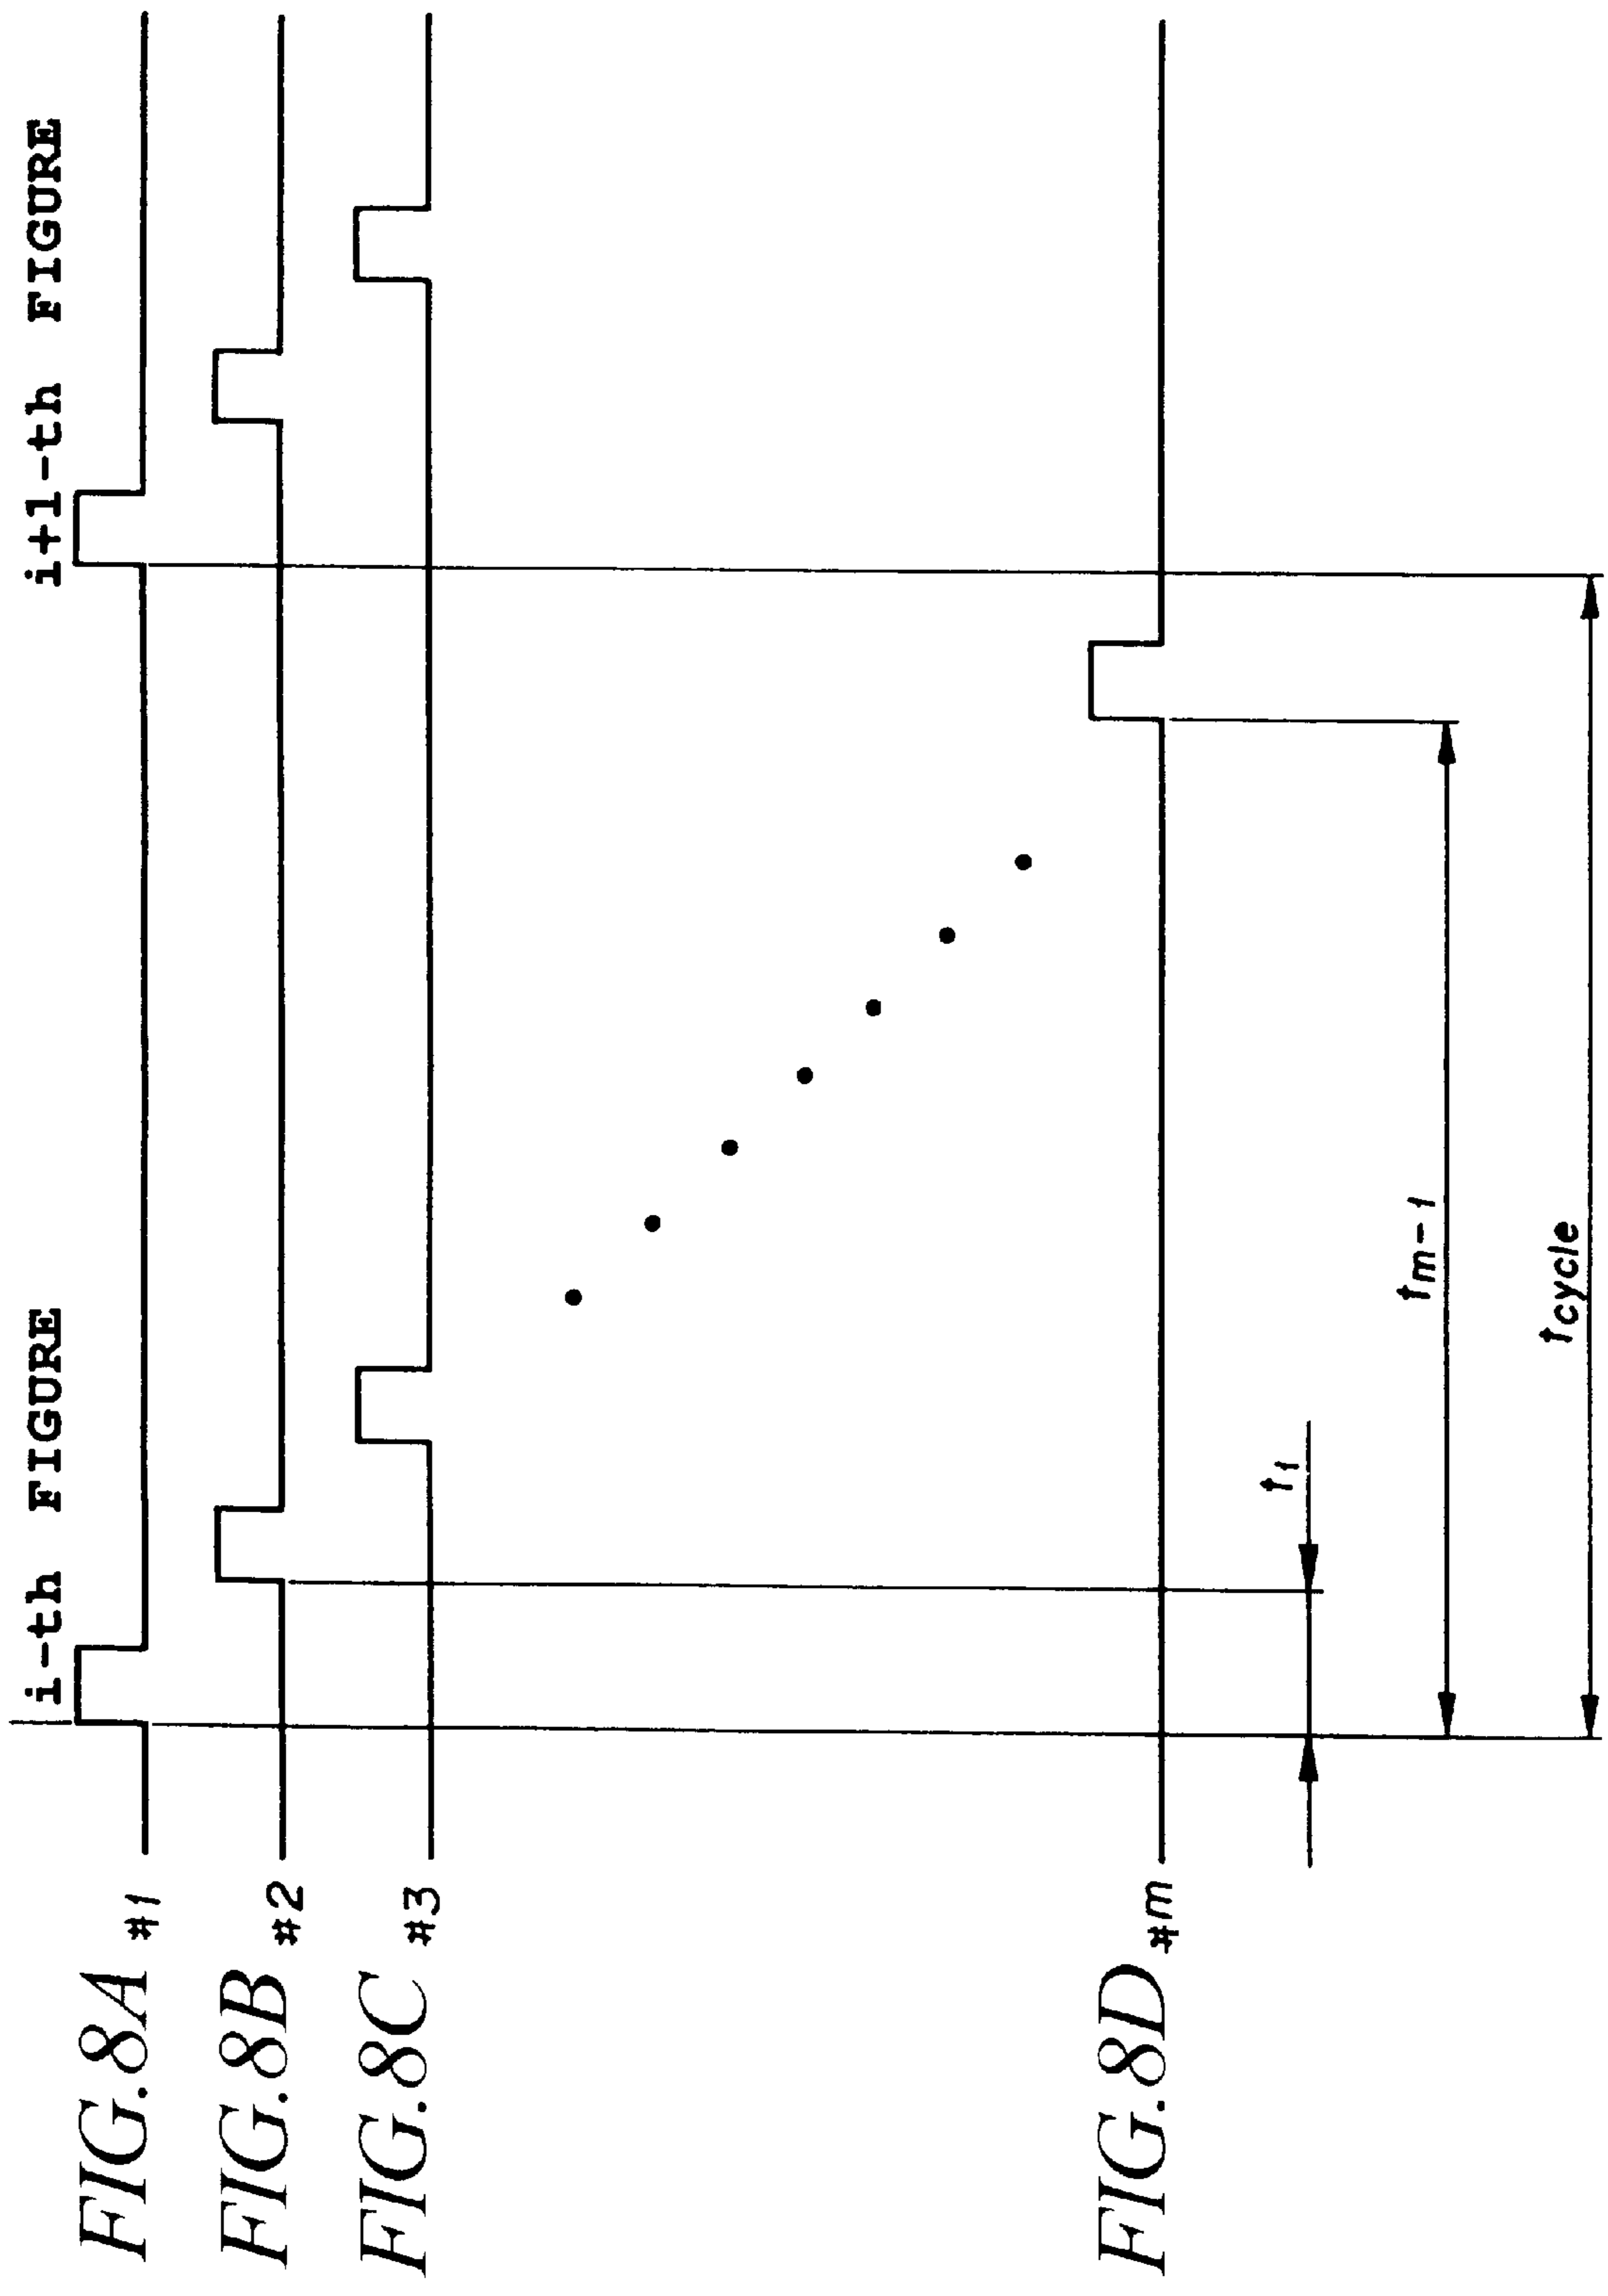 i-th FIGURE
i+1-th FIGURE
FIG.8A #1
FIG.8B #2
FIG.8C #3
FIG.8D #m
t1
tm-1
tcycle